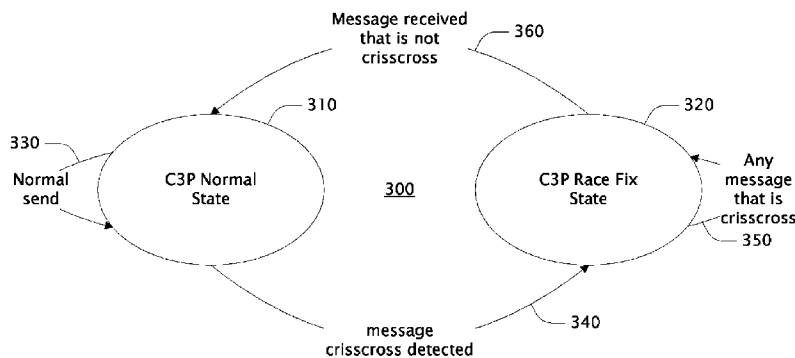 Message received
that is not
crisscross
360
310
320
330
Normal
send
C3P Normal
State
300
C3P Race Fix
State
Any
message
that is
crisscross
350
340
message
crisscross detected